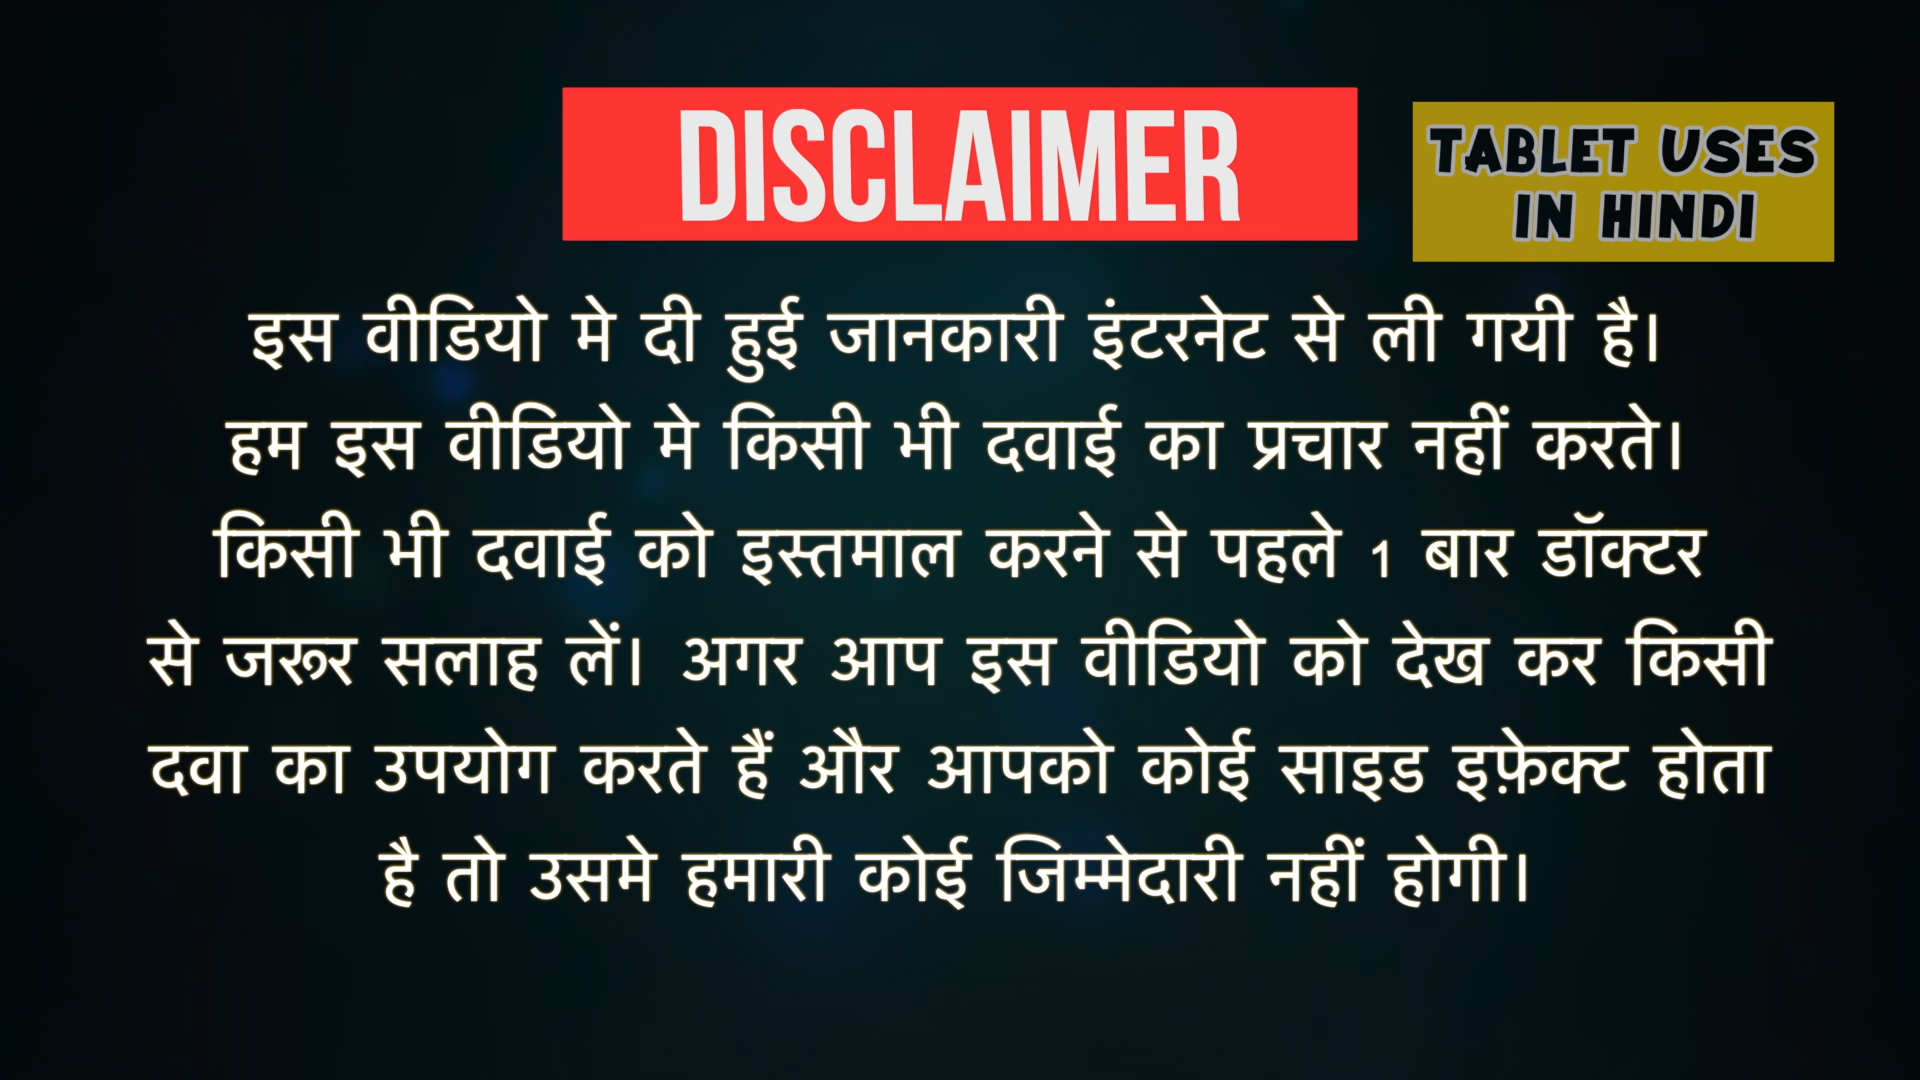 DISCLAIMER
TABLET USES
IN HINDI
इस वीडियो मे दी हुई जानकारी इंटरनेट से ली गयी है।
हम इस वीडियो मे किसी भी दवाई का प्रचार नहीं करते।
किसी भी दवाई को इस्तमाल करने से पहले 1 बार डॉक्टर
से जरूर सलाह लें। अगर आप इस वीडियो को देख कर किसी
दवा का उपयोग करते हैं और आपको कोई साइड इफ़ेक्ट होता
है तो उसमे हमारी कोई जिम्मेदारी नहीं होगी।